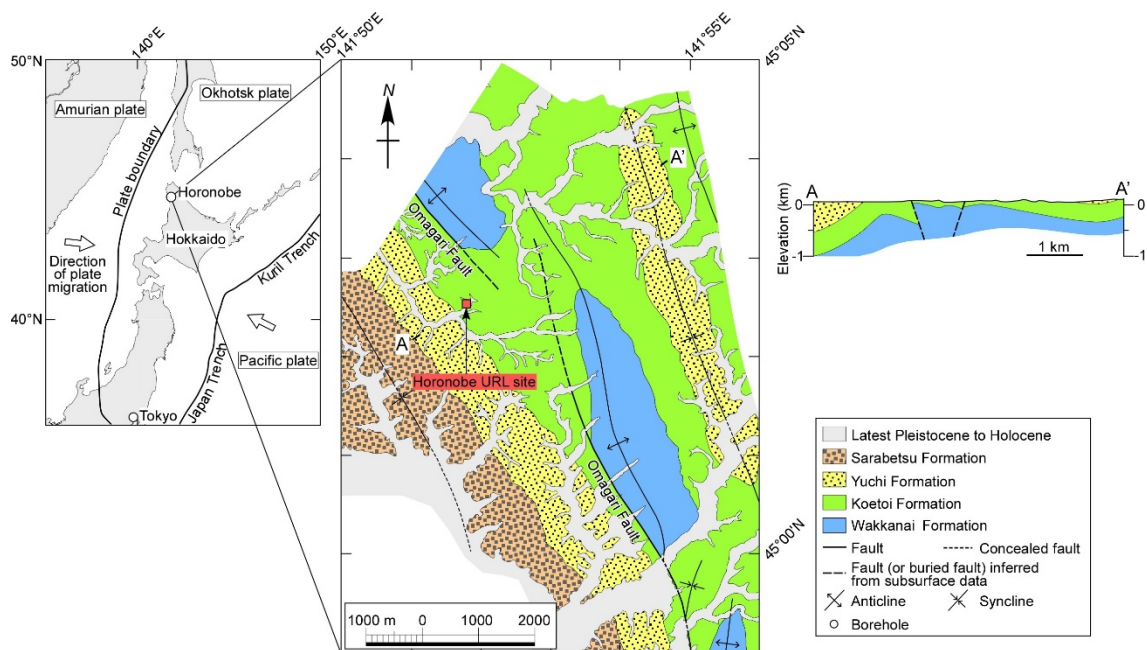 140°E
150°E
50°N
40°N
Amurian plate
Okhotsk plate
Plate boundary
Horonobe
Hokkaido
Direction
of plate
migration
Kuril Trench
Japan Trench
Pacific plate
Tokyo
141°50'E
141°55'E
45°05'N
45°00'N
N
A'
Omagari Fault
A
Horonobe URL site
Omagari Fault
1000 m 0 1000 2000
A A'
Elevation (km)
0 0
-1 -1
1 km
Latest Pleistocene to Holocene
Sarabetsu Formation
Yuchi Formation
Koetoi Formation
Wakkanai Formation
Fault
Concealed fault
Fault (or buried fault) inferred
from subsurface data
Anticline
Syncline
Borehole